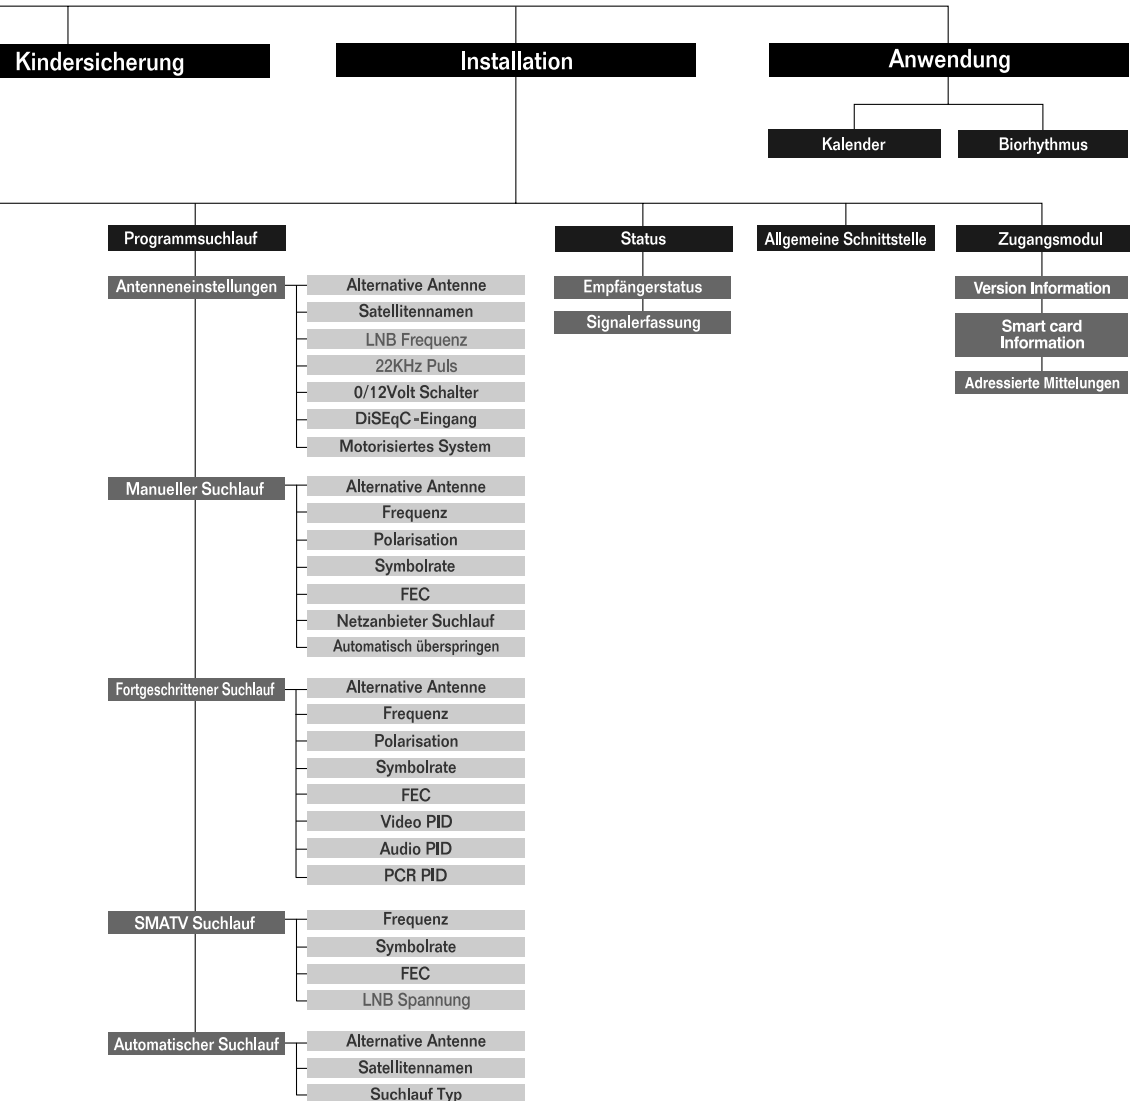 Kindersicherung
Installation
Anwendung
Kalender
Biorhythmus
Programmsuchlauf
Status
Allgemeine Schnittstelle
Zugangsmodul
Antenneneinstellungen
Alternative Antenne
Satellitennamen
LNB Frequenz
22KHz Puls
0/12Volt Schalter
DiSEqC-Eingang
Motorisiertes System
Empfängerstatus
Signalerfassung
Version Information
Smart card
Information
Adressierte Mittelungen
Manueller Suchlauf
Alternative Antenne
Frequenz
Polarisation
Symbolrate
FEC
Netzanbieter Suchlauf
Automatisch überspringen
Fortgeschrittener Suchlauf
Alternative Antenne
Frequenz
Polarisation
Symbolrate
FEC
Video PID
Audio PID
PCR PID
SMATV Suchlauf
Frequenz
Symbolrate
FEC
LNB Spannung
Automatischer Suchlauf
Alternative Antenne
Satellitennamen
Suchlauf Typ